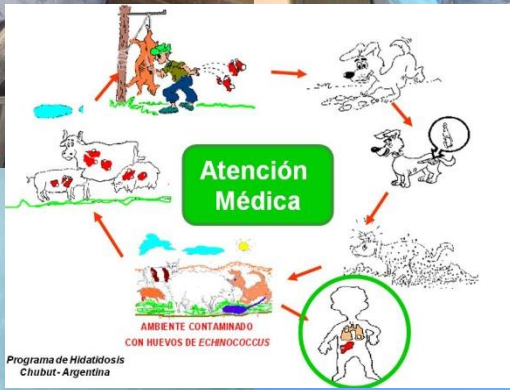 Atención
Médica
AMBIENTE CONTAMINADO
CON HUEVOS DE ECHINOCOCCUS
Programa de Hidatidosis
Chubut - Argentina